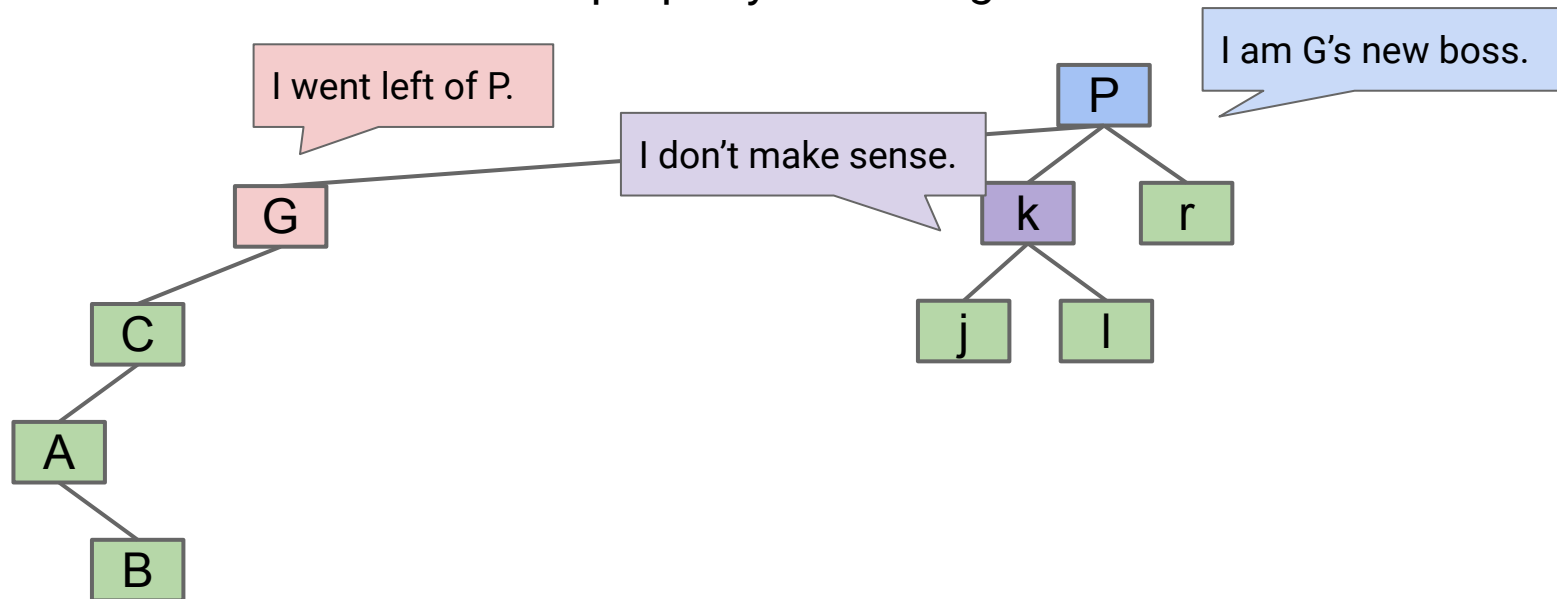 I am G’s new boss.
I went left of P.
P
I don’t make sense.
G
k
r
C
j
l
A
B